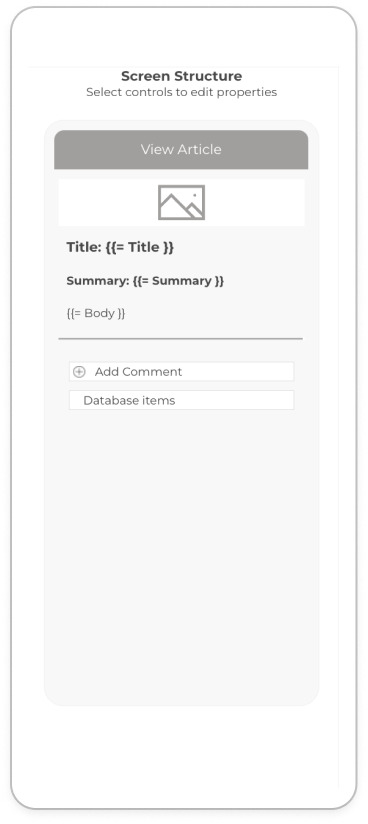 Screen Structure
Select controls to edit properties
View Article
Title: {{= Title }}
Summary: {{= Summary }}
{{= Body }}
Add Comment
Database items